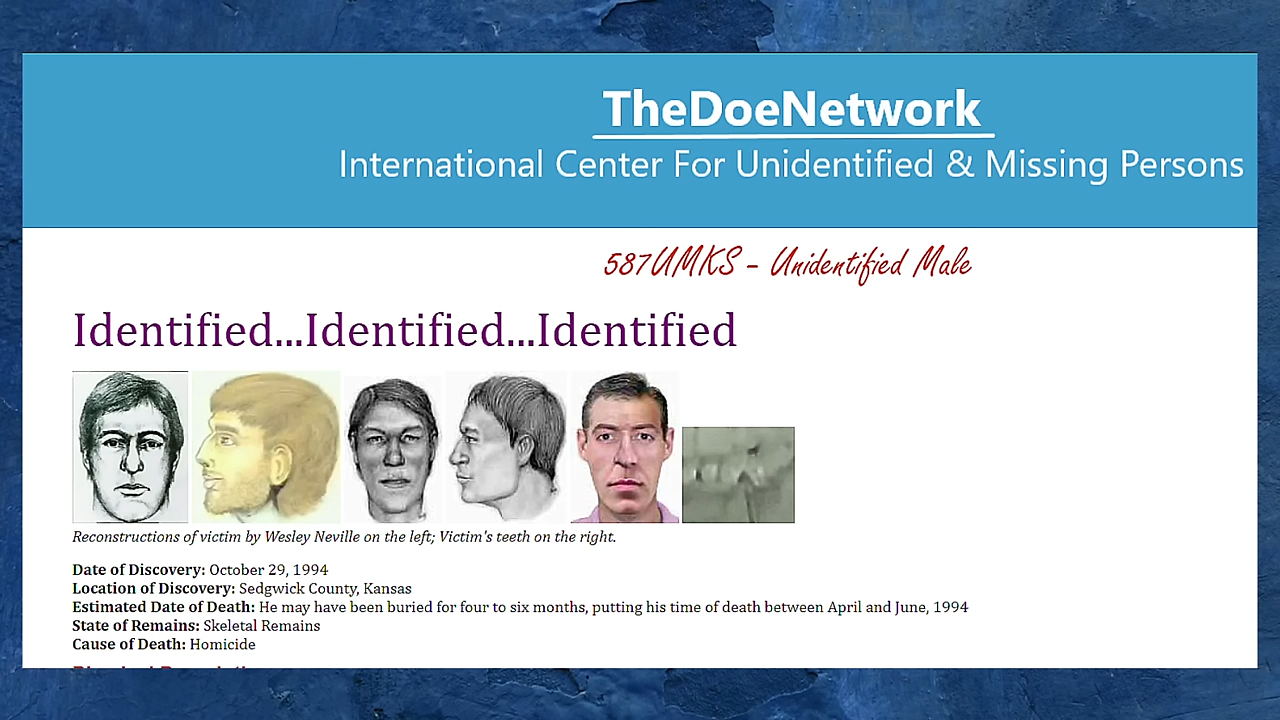 TheDoeNetwork
International Center For Unidentified & Missing Persons
587UMKS - Unidentified Male
Identified...Identified...Identified
Reconstructions of victim by Wesley Neville on the left; Victim's teeth on the right.
Date of Discovery: October 29, 1994
Location of Discovery: Sedgwick County, Kansas
Estimated Date of Death: He may have been buried for four to six months, putting his time of death between April and June, 1994
State of Remains: Skeletal Remains
Cause of Death: Homicide